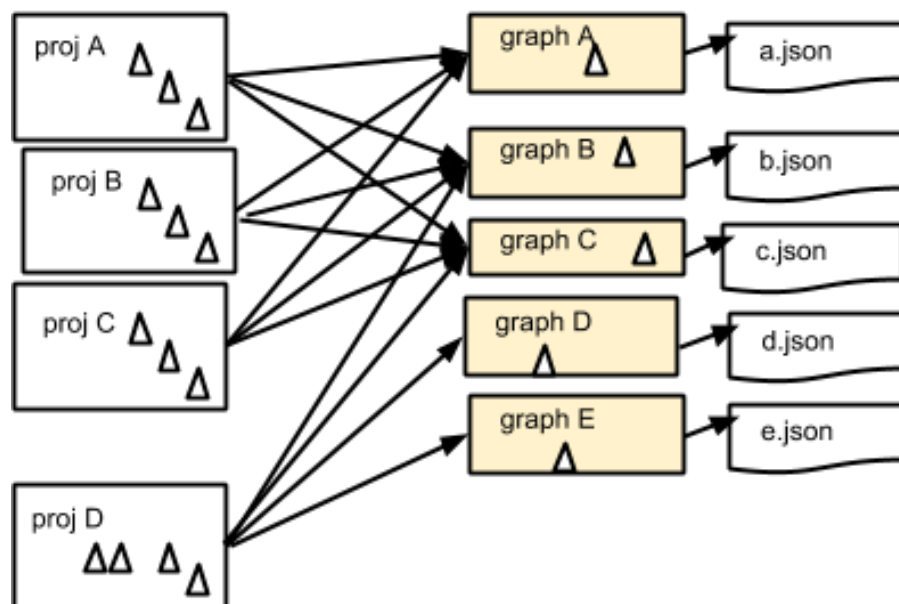 proj A
graph A
a.json
proj B
graph B
b.json
graph C
c.json
proj C
graph D
d.json
graph E
e.json
proj D